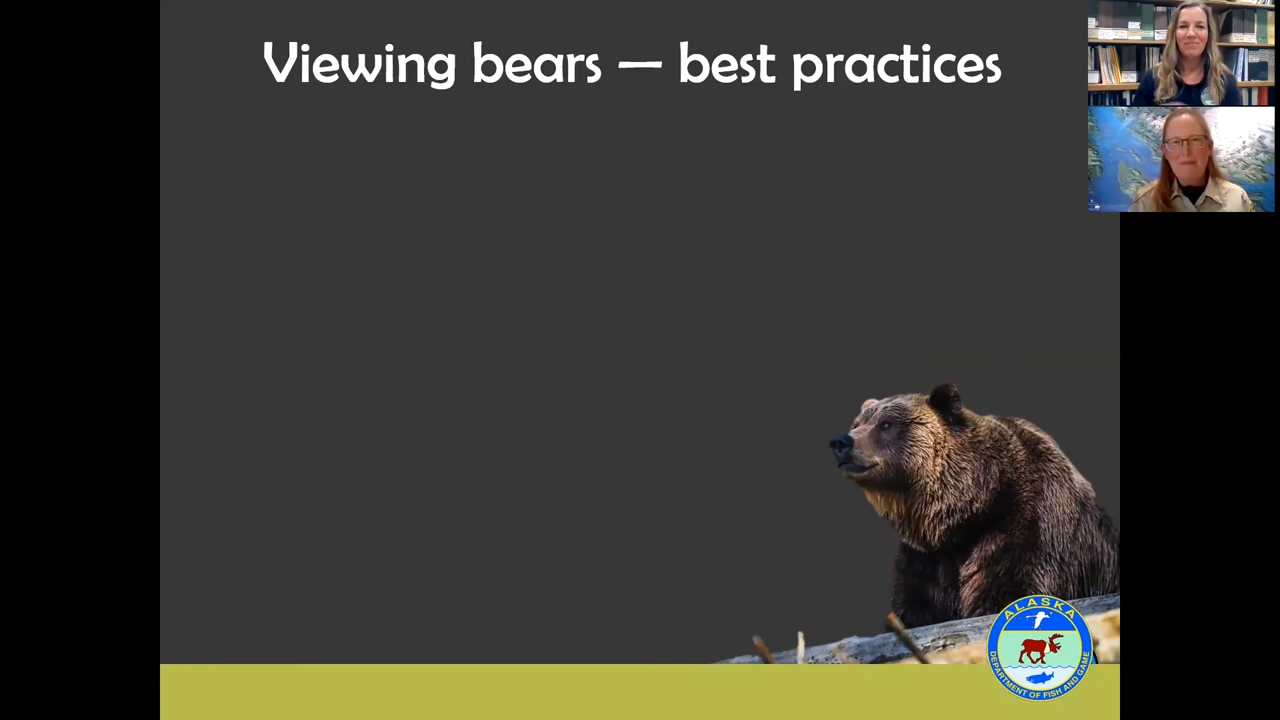 Viewing bears — best practices
ALASKA
DEPARTMENT OF FISH AND GAME